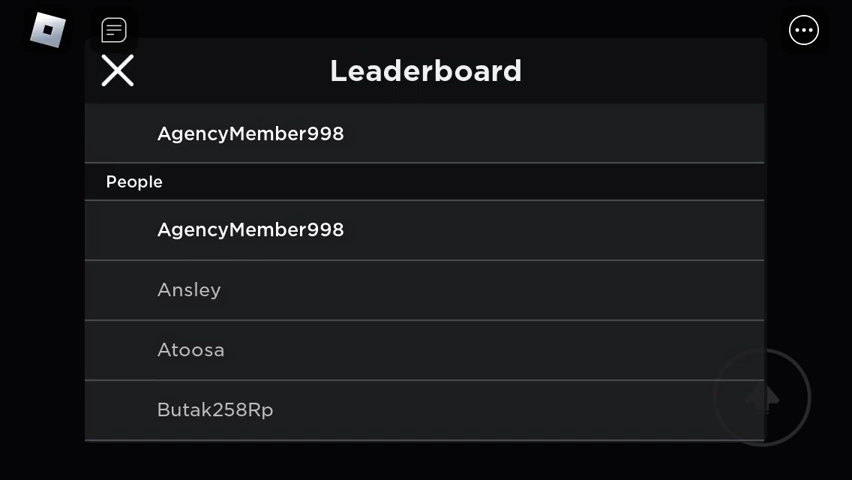 Leaderboard
AgencyMember998
People
AgencyMember998
Ansley
Atoosa
Butak258Rp